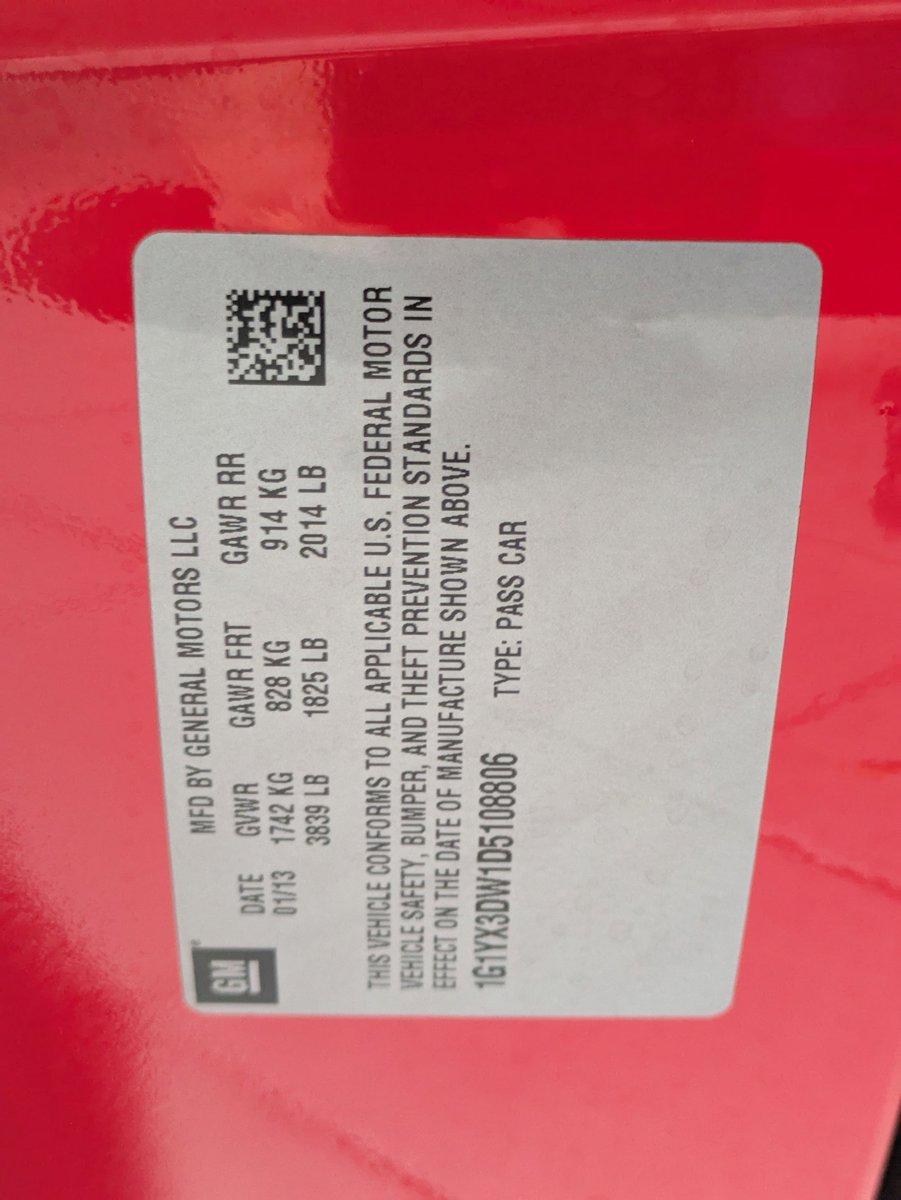 GM
MFD BY GENERAL MOTORS LLC
DATE GVWR GAWR FRT GAWR RR
01/13 1742 KG 828 KG 914 KG
3839 LB 1825 LB 2014 LB
THIS VEHICLE CONFORMS TO ALL APPLICABLE U.S. FEDERAL MOTOR
VEHICLE SAFETY, BUMPER, AND THEFT PREVENTION STANDARDS IN
EFFECT ON THE DATE OF MANUFACTURE SHOWN ABOVE.
1G1YX3DW1D5108806 TYPE: PASS CAR